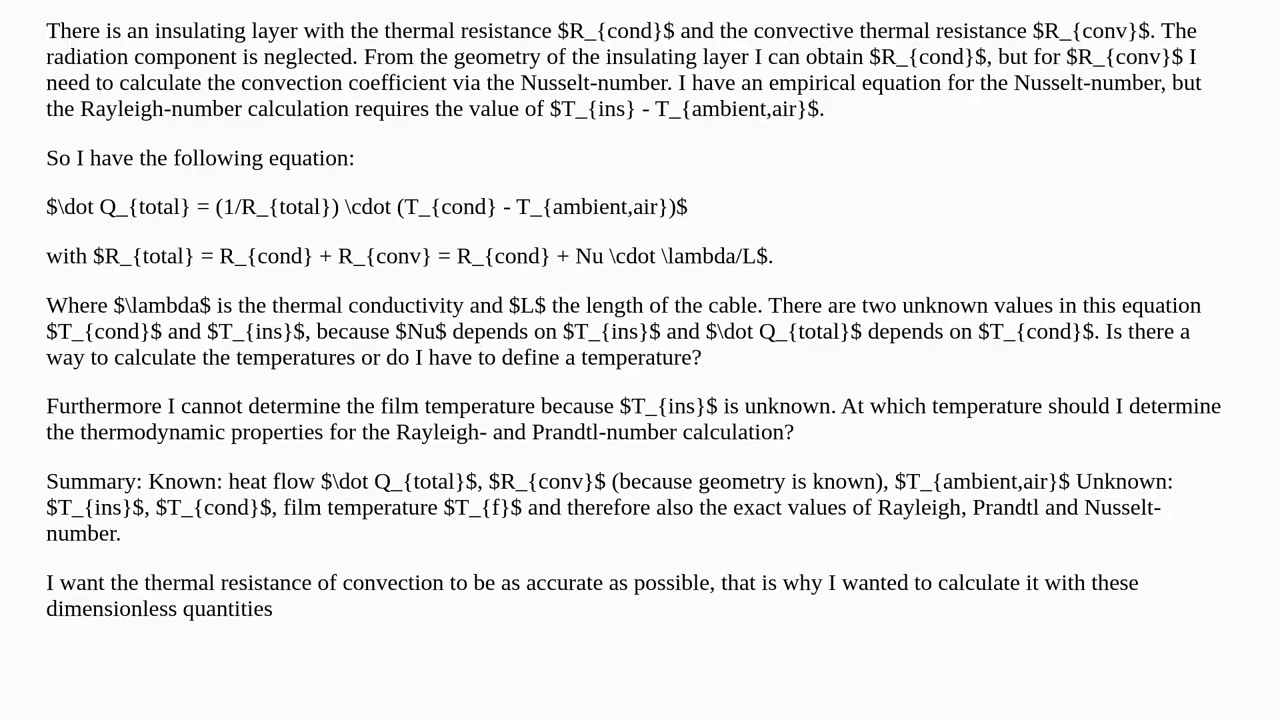 There is an insulating layer with the thermal resistance $R_{cond}$ and the convective thermal resistance $R_{conv}$. The
radiation component is neglected. From the geometry of the insulating layer I can obtain $R_{cond}$, but for $R_{conv}$ I
need to calculate the convection coefficient via the Nusselt-number. I have an empirical equation for the Nusselt-number, but
the Rayleigh-number calculation requires the value of $T_{ins} - T_{ambient,air}$.
So I have the following equation:
$\dot Q_{total} = (1/R_{total}) \cdot (T_{cond} - T_{ambient,air})$
with $R_{total} = R_{cond} + R_{conv} = R_{cond} + Nu \cdot \lambda/L$.
Where $\lambda$ is the thermal conductivity and $L$ the length of the cable. There are two unknown values in this equation
$T_{cond}$ and $T_{ins}$, because $Nu$ depends on $T_{ins}$ and $\dot Q_{total}$ depends on $T_{cond}$. Is there a
way to calculate the temperatures or do I have to define a temperature?
Furthermore I cannot determine the film temperature because $T_{ins}$ is unknown. At which temperature should I determine
the thermodynamic properties for the Rayleigh- and Prandtl-number calculation?
Summary: Known: heat flow $\dot Q_{total}$, $R_{conv}$ (because geometry is known), $T_{ambient,air}$ Unknown:
$T_{ins}$, $T_{cond}$, film temperature $T_{f}$ and therefore also the exact values of Rayleigh, Prandtl and Nusselt-
number.
I want the thermal resistance of convection to be as accurate as possible, that is why I wanted to calculate it with these
dimensionless quantities